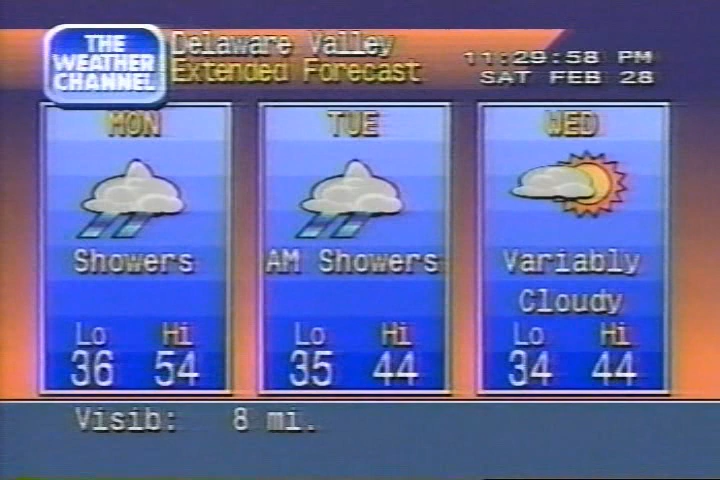 THE
WEATHER
CHANNEL
Delaware Valley
Extended Forecast
11:29:58 PM
SAT FEB 28
MON
TUE
WED
Showers
AM Showers
Variably
Cloudy
Lo Hi
36 54
Lo Hi
35 44
Lo Hi
34 44
Visib: 8 mi.